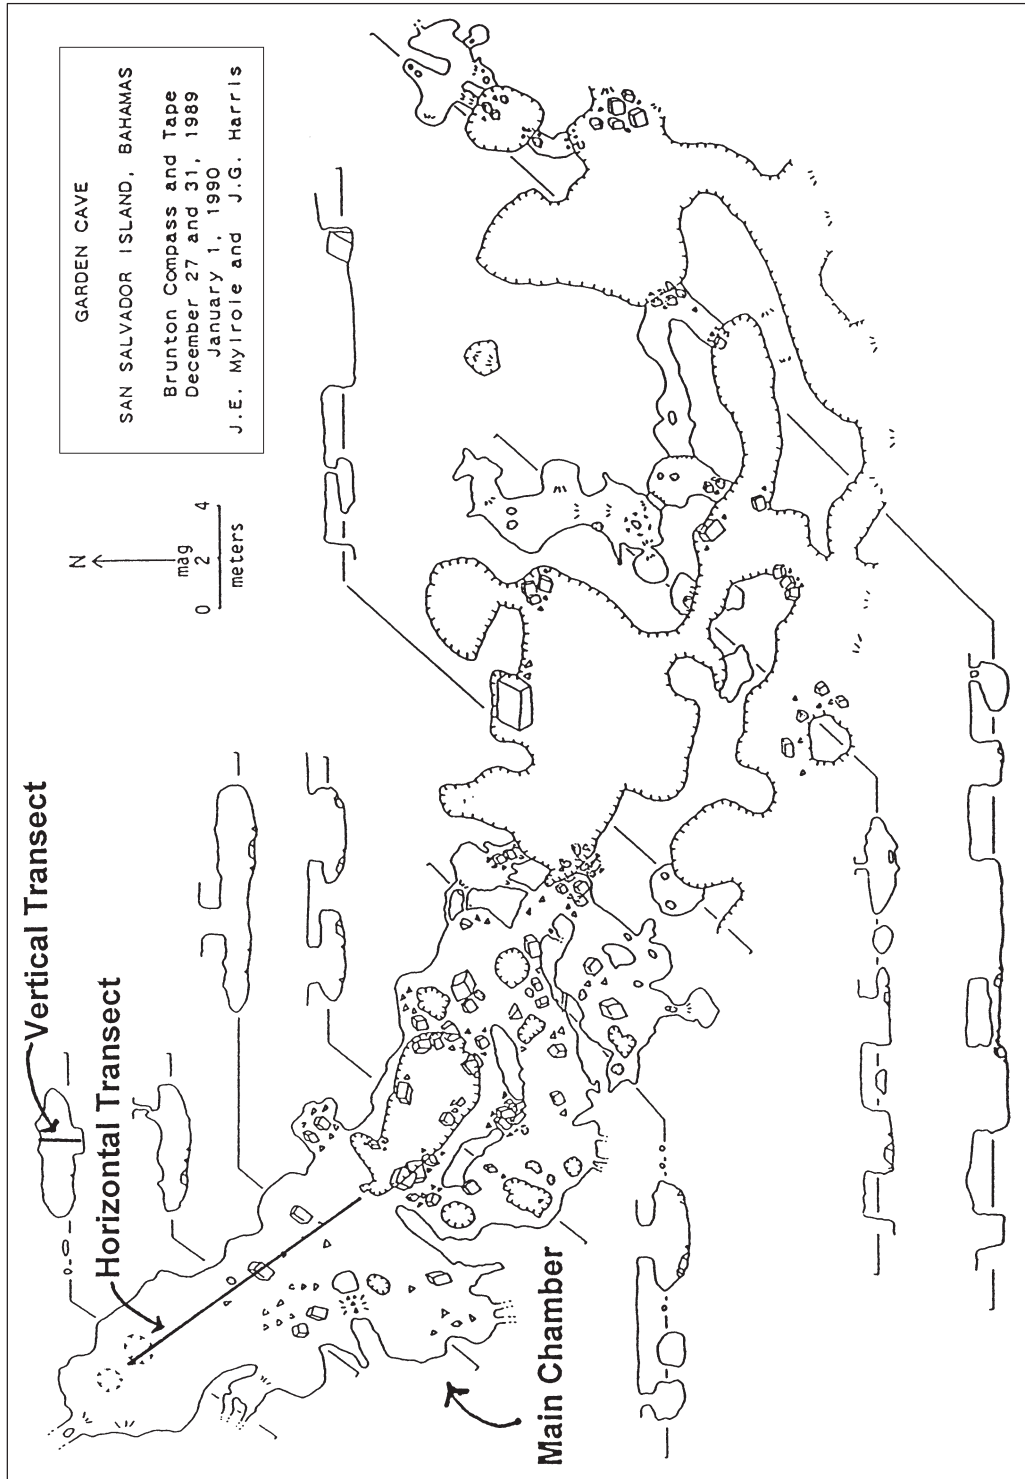 GARDEN CAVE
SAN SALVADOR ISLAND, BAHAMAS
Brunton Compass and Tape
December 27 and 31, 1989
January 1, 1990
J.E. Mylrole and J.G. Harris
N
mag
0 2 4
meters
Vertical Transect
Horizontal Transect
Main Chamber